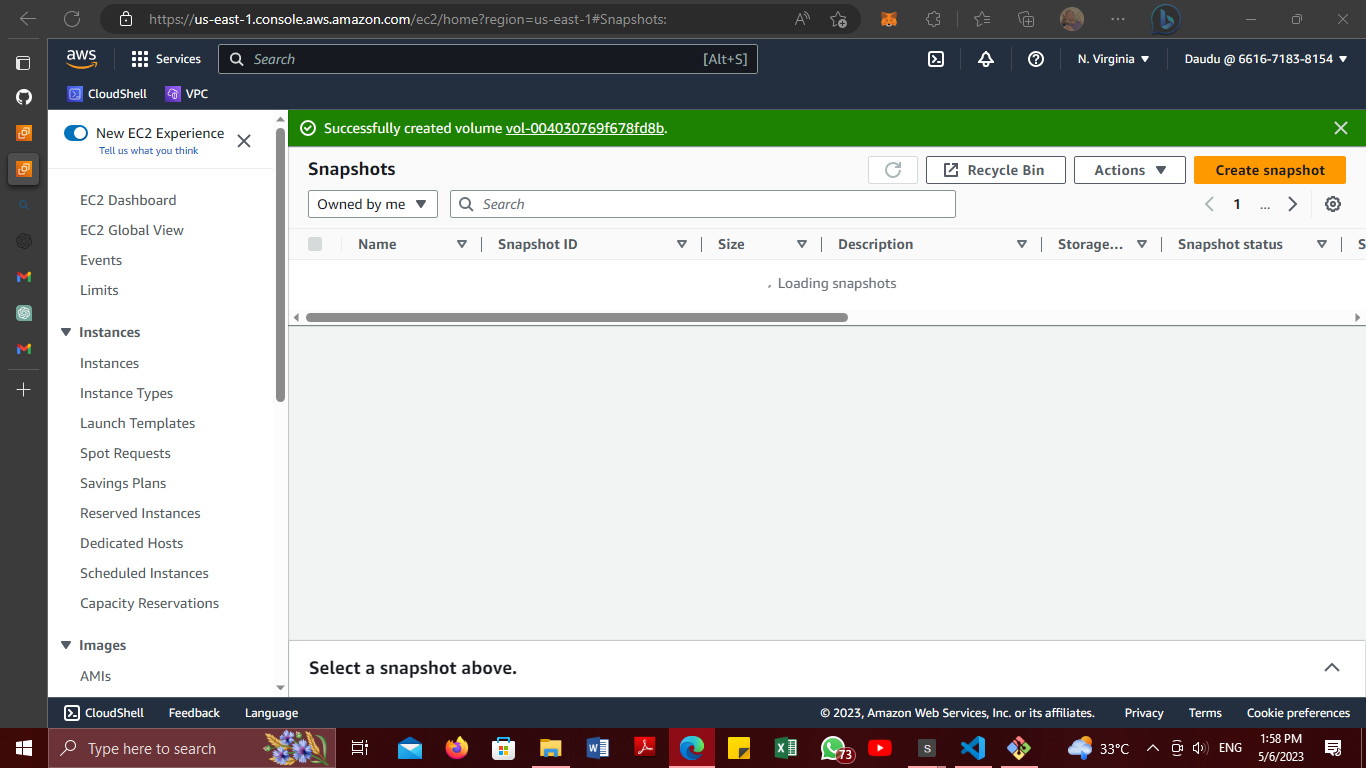 https://us-east-1.console.aws.amazon.com/ec2/home?region=us-east-1#Snapshots:
aws
Services
Search
[Alt+S]
N. Virginia
Daudu @ 6616-7183-8154
CloudShell
VPC
New EC2 Experience
Tell us what you think
EC2 Dashboard
EC2 Global View
Events
Limits
Instances
Instances
Instance Types
Launch Templates
Spot Requests
Savings Plans
Reserved Instances
Dedicated Hosts
Scheduled Instances
Capacity Reservations
Images
AMIs
Successfully created volume vol-004030769f678fd8b.
Snapshots
Recycle Bin
Actions
Create snapshot
Owned by me
Search
1
...
Name
Snapshot ID
Size
Description
Storage...
Snapshot status
S
Loading snapshots
Select a snapshot above.
CloudShell
Feedback
Language
© 2023, Amazon Web Services, Inc. or its affiliates.
Privacy
Terms
Cookie preferences
Type here to search
73
S
33°C
ENG
1:58 PM
5/6/2023